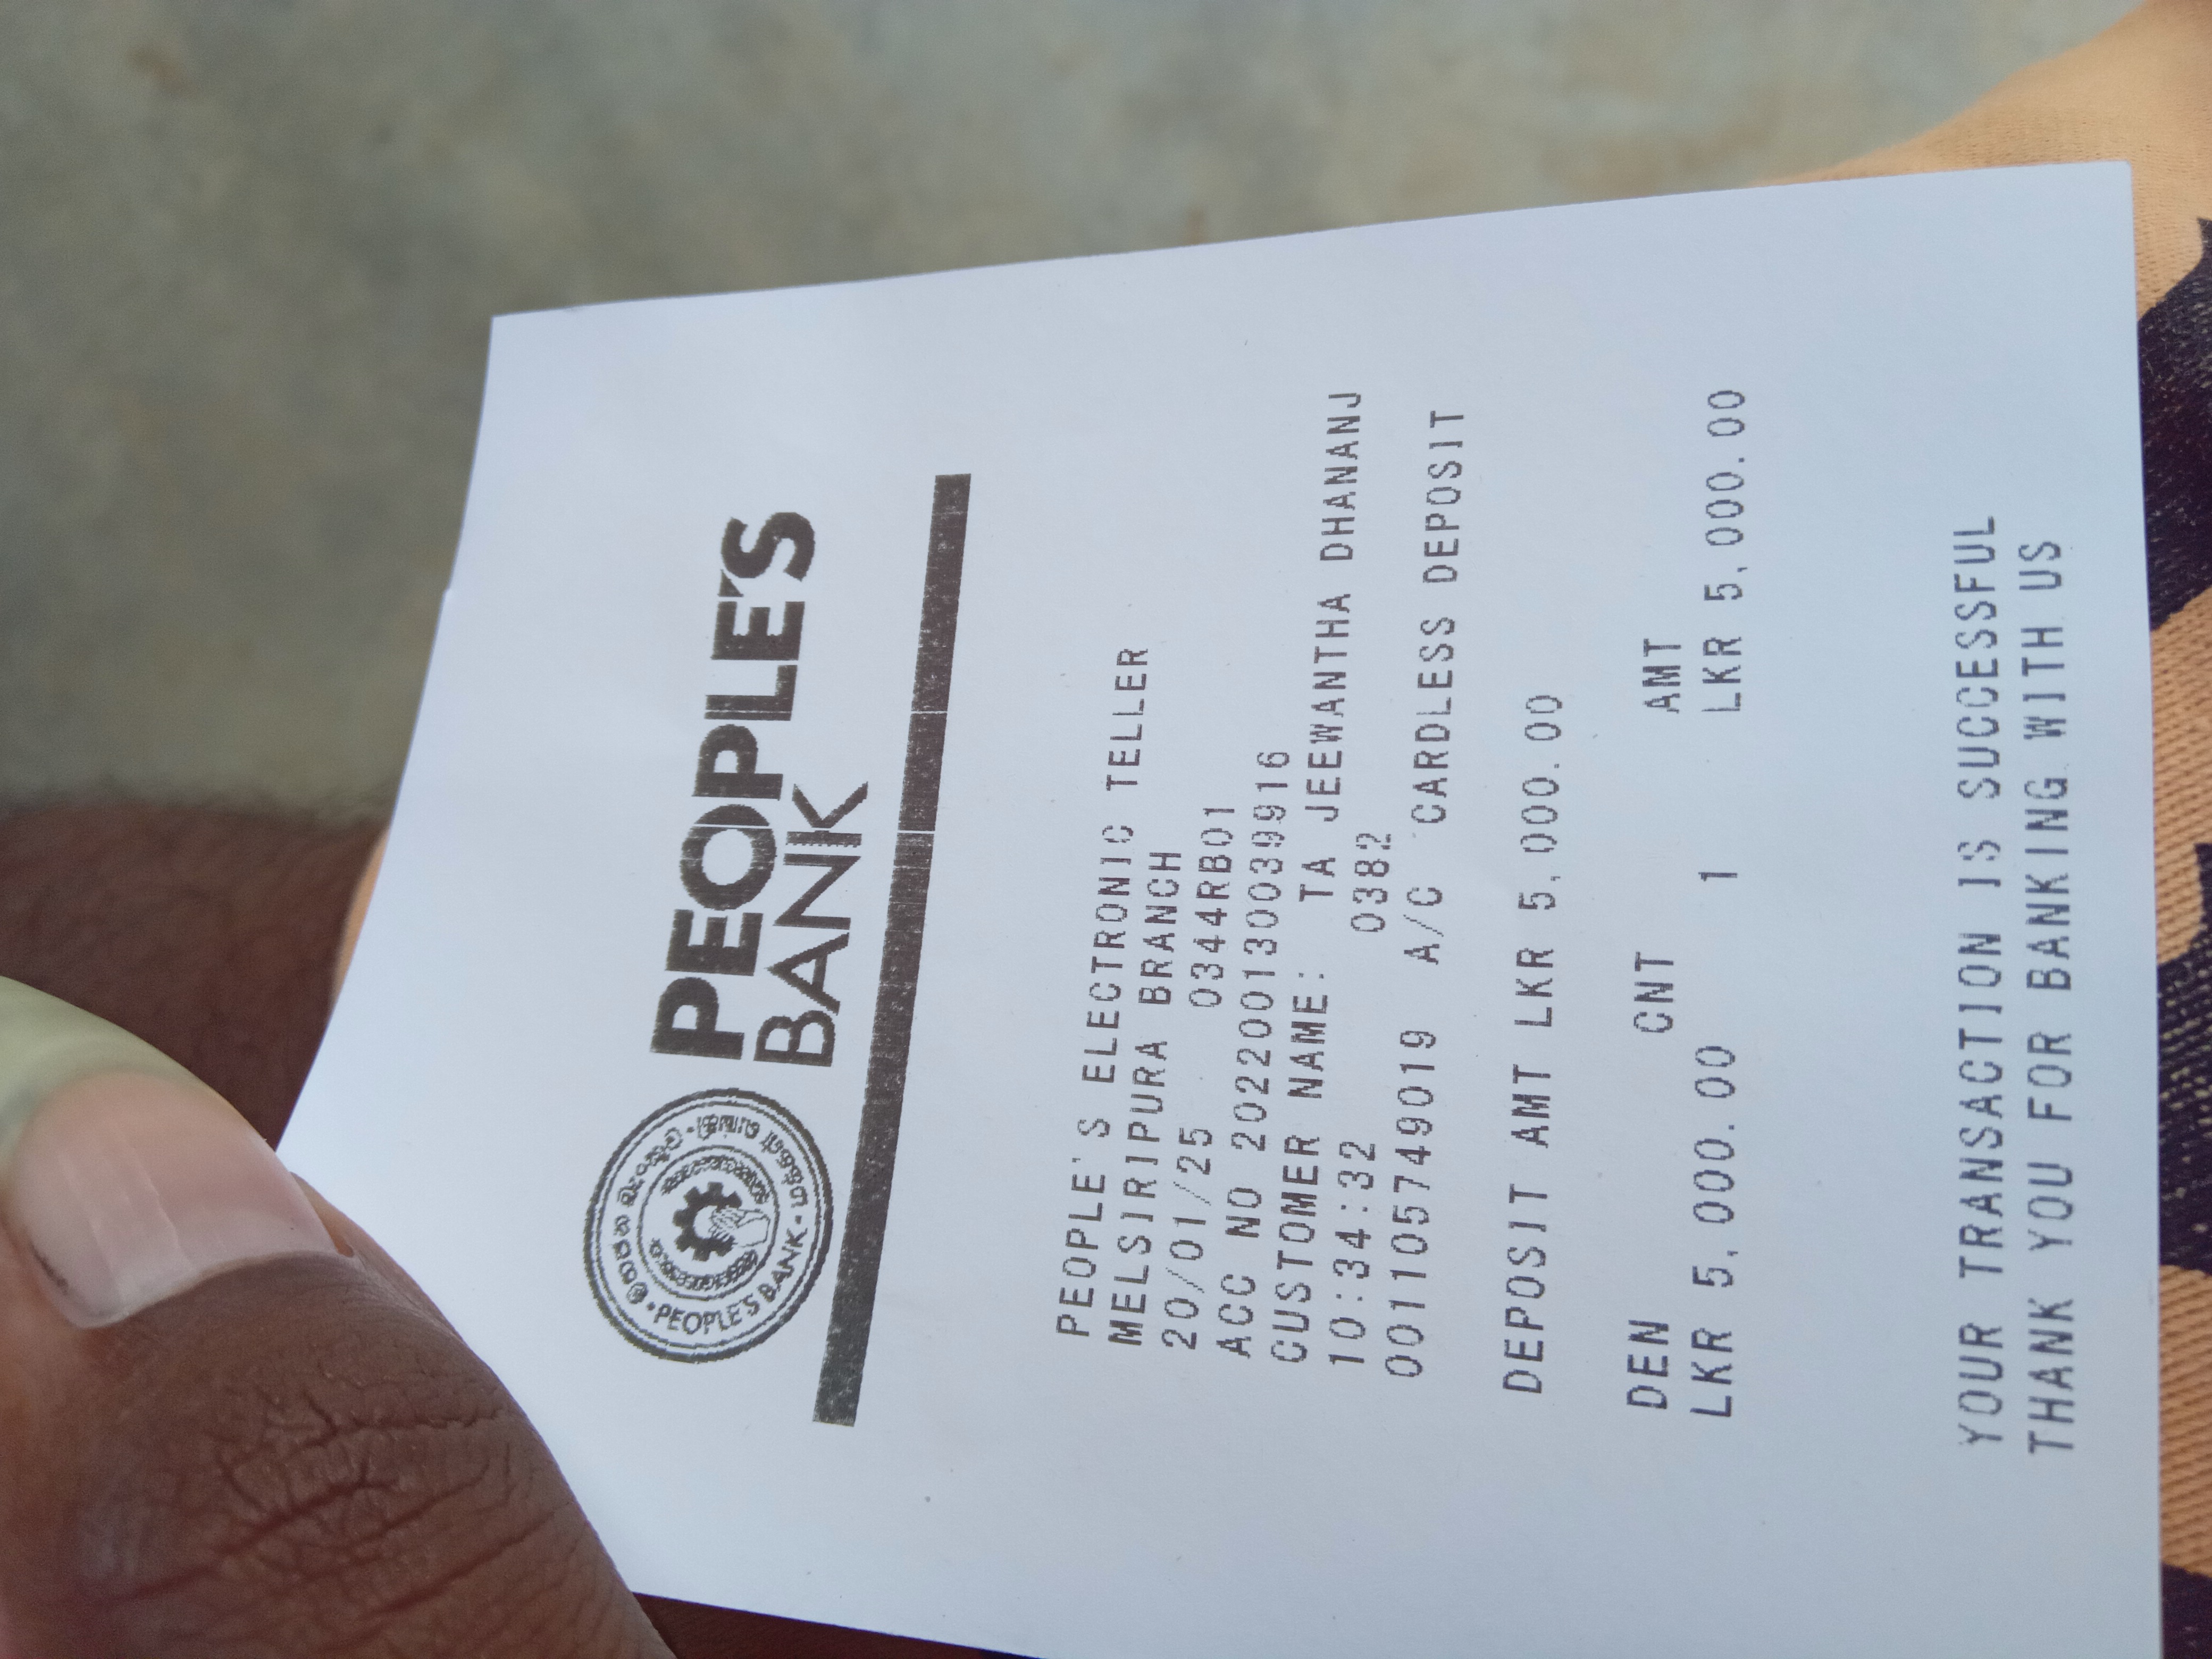 PEOPLE'S
BANK
PEOPLE'S BANK
PEOPLE'S ELECTRONIC TELLER
MELSIRIPURA BRANCH
20/01/25 0344RB01
ACC NO 202200130039916
CUSTOMER NAME: TA JEEWANTHA DHANANJ
10:34:32 0382
001105749019 A/C CARDLESS DEPOSIT
DEPOSIT AMT LKR 5,000.00
DEN CNT AMT
LKR 5,000.00 1 LKR 5,000.00
YOUR TRANSACTION IS SUCCESSFUL
THANK YOU FOR BANKING WITH US